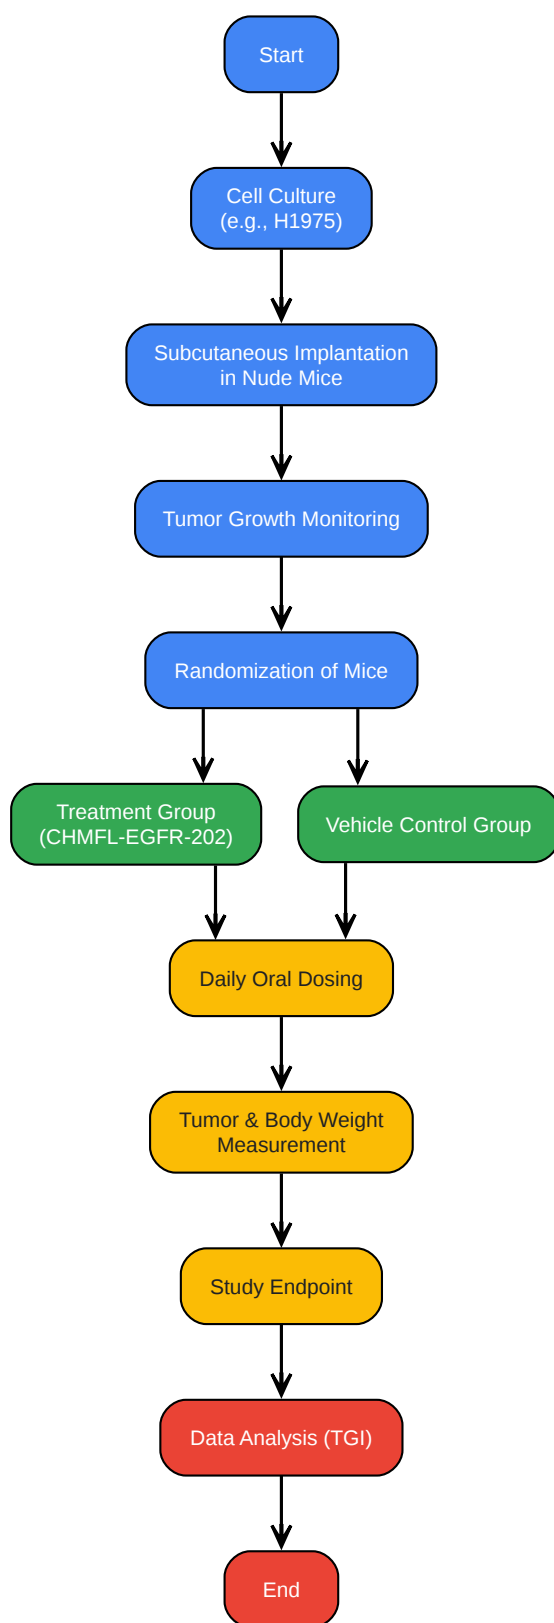 Start
Cell Culture
(e.g., H1975)
Subcutaneous Implantation
in Nude Mice
Tumor Growth Monitoring
Randomization of Mice
Treatment Group
(CHMFL-EGFR-202)
Vehicle Control Group
Daily Oral Dosing
Tumor & Body Weight
Measurement
Study Endpoint
Data Analysis (TGI)
End